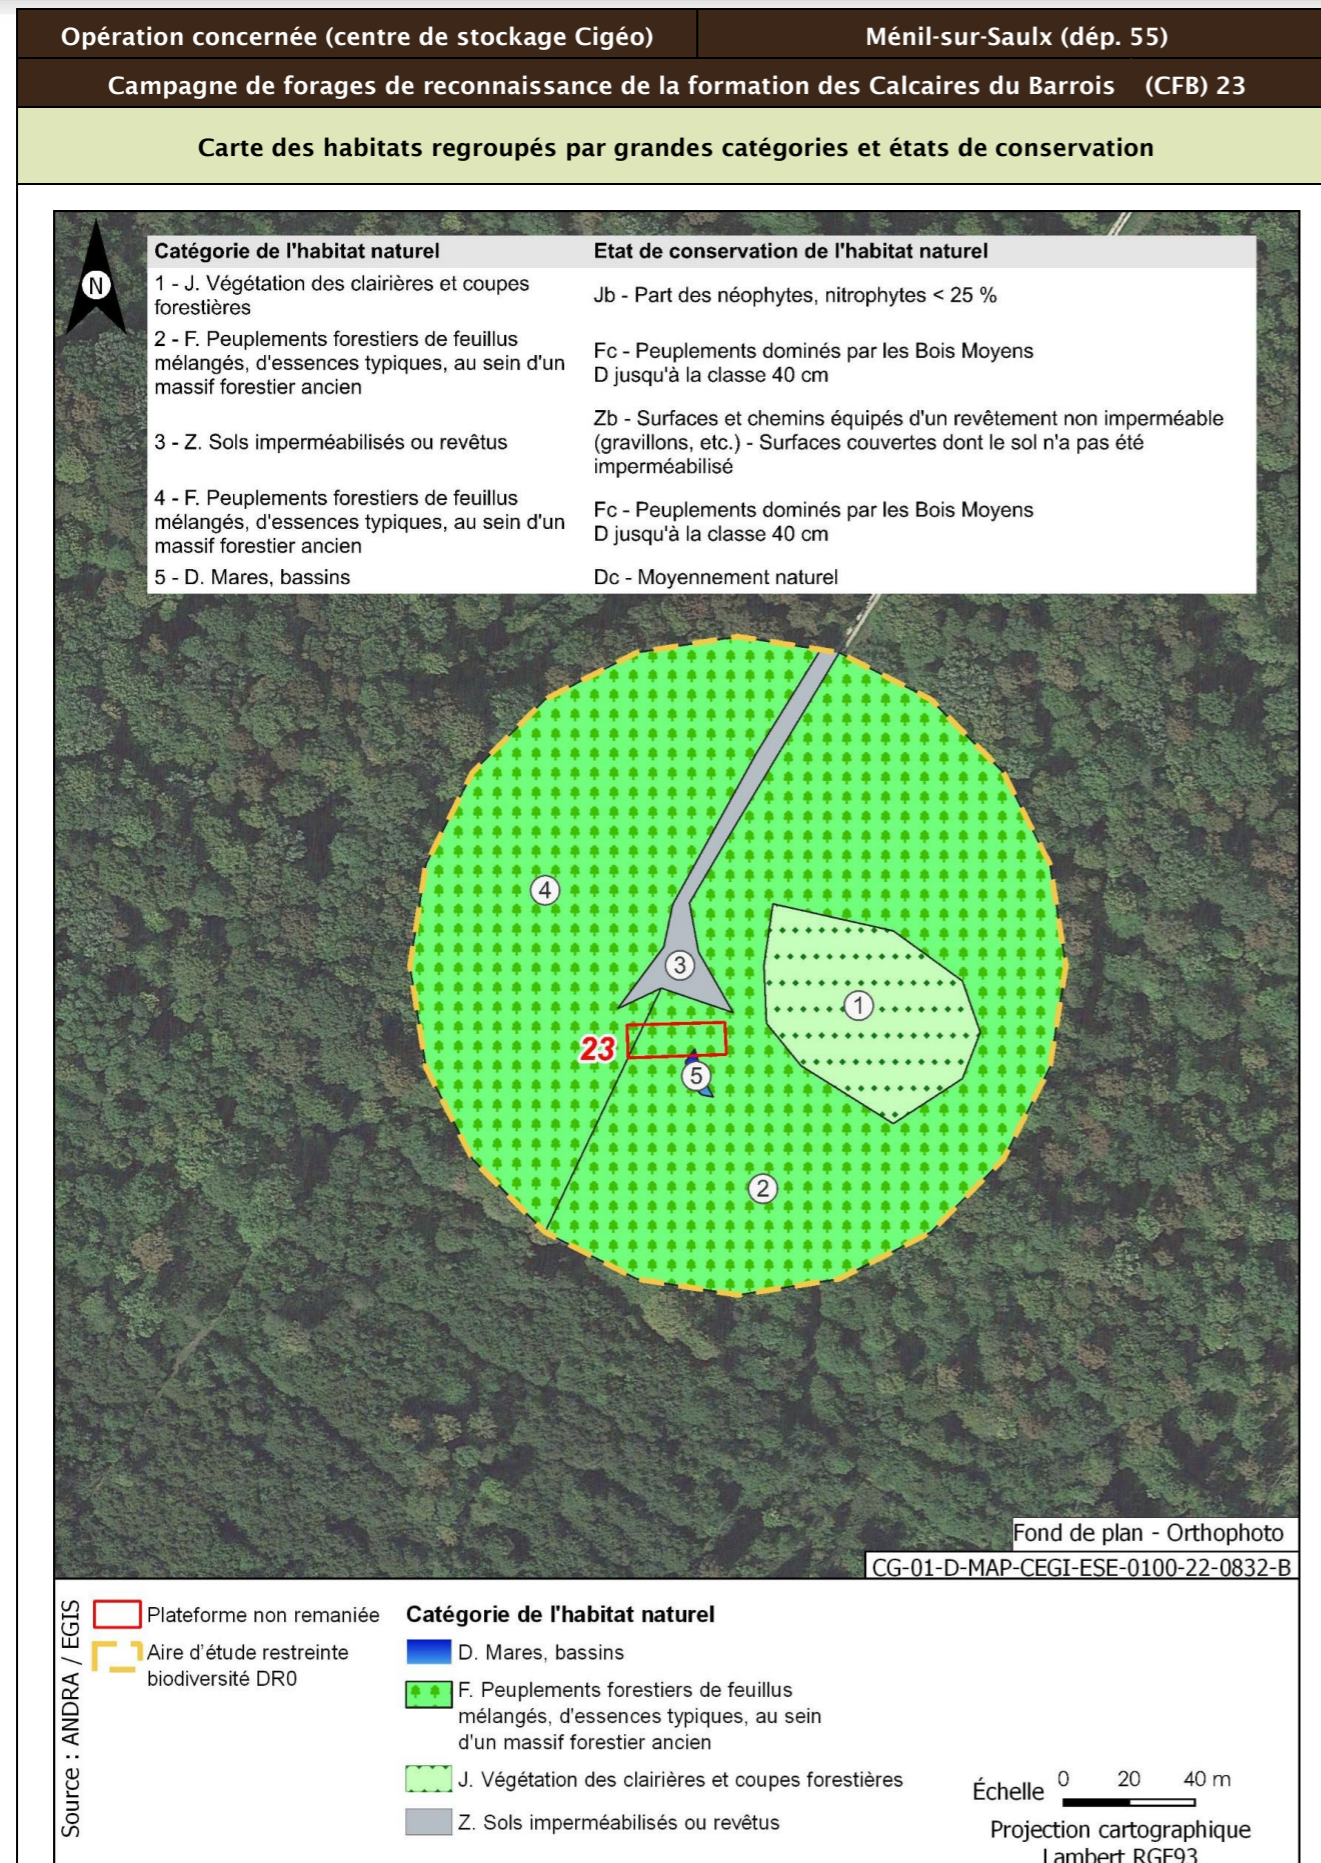 Opération concernée (centre de stockage Cigéo)
Ménil-sur-Saulx (dép. 55)
Campagne de forages de reconnaissance de la formation des Calcaires du Barrois (CFB) 23
Carte des habitats regroupés par grandes catégories et états de conservation
N
Catégorie de l'habitat naturel
Etat de conservation de l'habitat naturel
1 - J. Végétation des clairières et coupes
forestières
Jb - Part des néophytes, nitrophytes < 25 %
2 - F. Peuplements forestiers de feuillus
mélangés, d'essences typiques, au sein d'un
massif forestier ancien
Fc - Peuplements dominés par les Bois Moyens
D jusqu'à la classe 40 cm
3 - Z. Sols imperméabilisés ou revêtus
Zb - Surfaces et chemins équipés d'un revêtement non imperméable
(gravillons, etc.) - Surfaces couvertes dont le sol n'a pas été
imperméabilisé
4 - F. Peuplements forestiers de feuillus
mélangés, d'essences typiques, au sein d'un
massif forestier ancien
Fc - Peuplements dominés par les Bois Moyens
D jusqu'à la classe 40 cm
5 - D. Mares, bassins
Dc - Moyennement naturel
4
3
1
23
5
2
Fond de plan - Orthophoto
CG-01-D-MAP-CEGI-ESE-0100-22-0832-B
Source : ANDRA / EGIS
Plateforme non remaniée
Aire d'étude restreinte
biodiversité DR0
Catégorie de l'habitat naturel
D. Mares, bassins
F. Peuplements forestiers de feuillus
mélangés, d'essences typiques, au sein
d'un massif forestier ancien
J. Végétation des clairières et coupes forestières
Z. Sols imperméabilisés ou revêtus
Échelle 0 20 40 m
Projection cartographique
Lambert RGF93